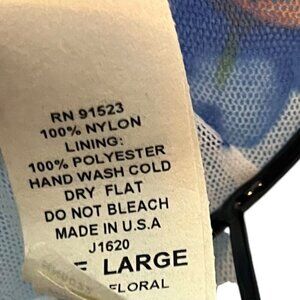 RN 91523
100% NYLON
LINING:
100% POLYESTER
HAND WASH COLD
DRY FLAT
DO NOT BLEACH
MADE IN U.S.A
J1620
LARGE
FLORAL